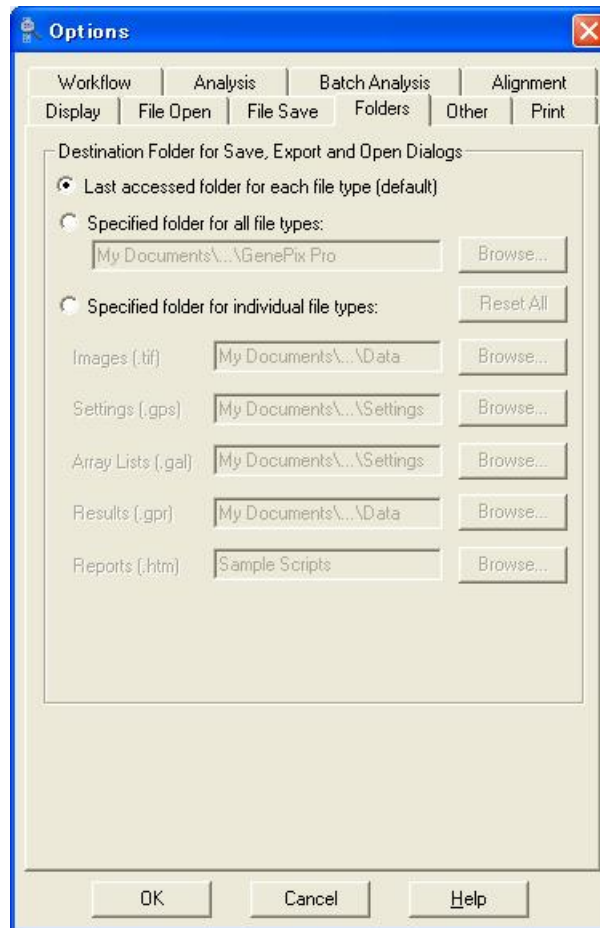 Options
Workflow Analysis Batch Analysis Alignment
Display File Open File Save Folders Other Print
Destination Folder for Save, Export and Open Dialogs
Last accessed folder for each file type (default)
Specified folder for all file types:
My Documents\...\GenePix Pro Browse...
Specified folder for individual file types: Reset All
Images (.tif) My Documents\...\Data Browse...
Settings (.gps) My Documents\...\Settings Browse...
Array Lists (.gal) My Documents\...\Settings Browse...
Results (.gpr) My Documents\...\Data Browse...
Reports (.htm) Sample Scripts Browse...
OK Cancel Help